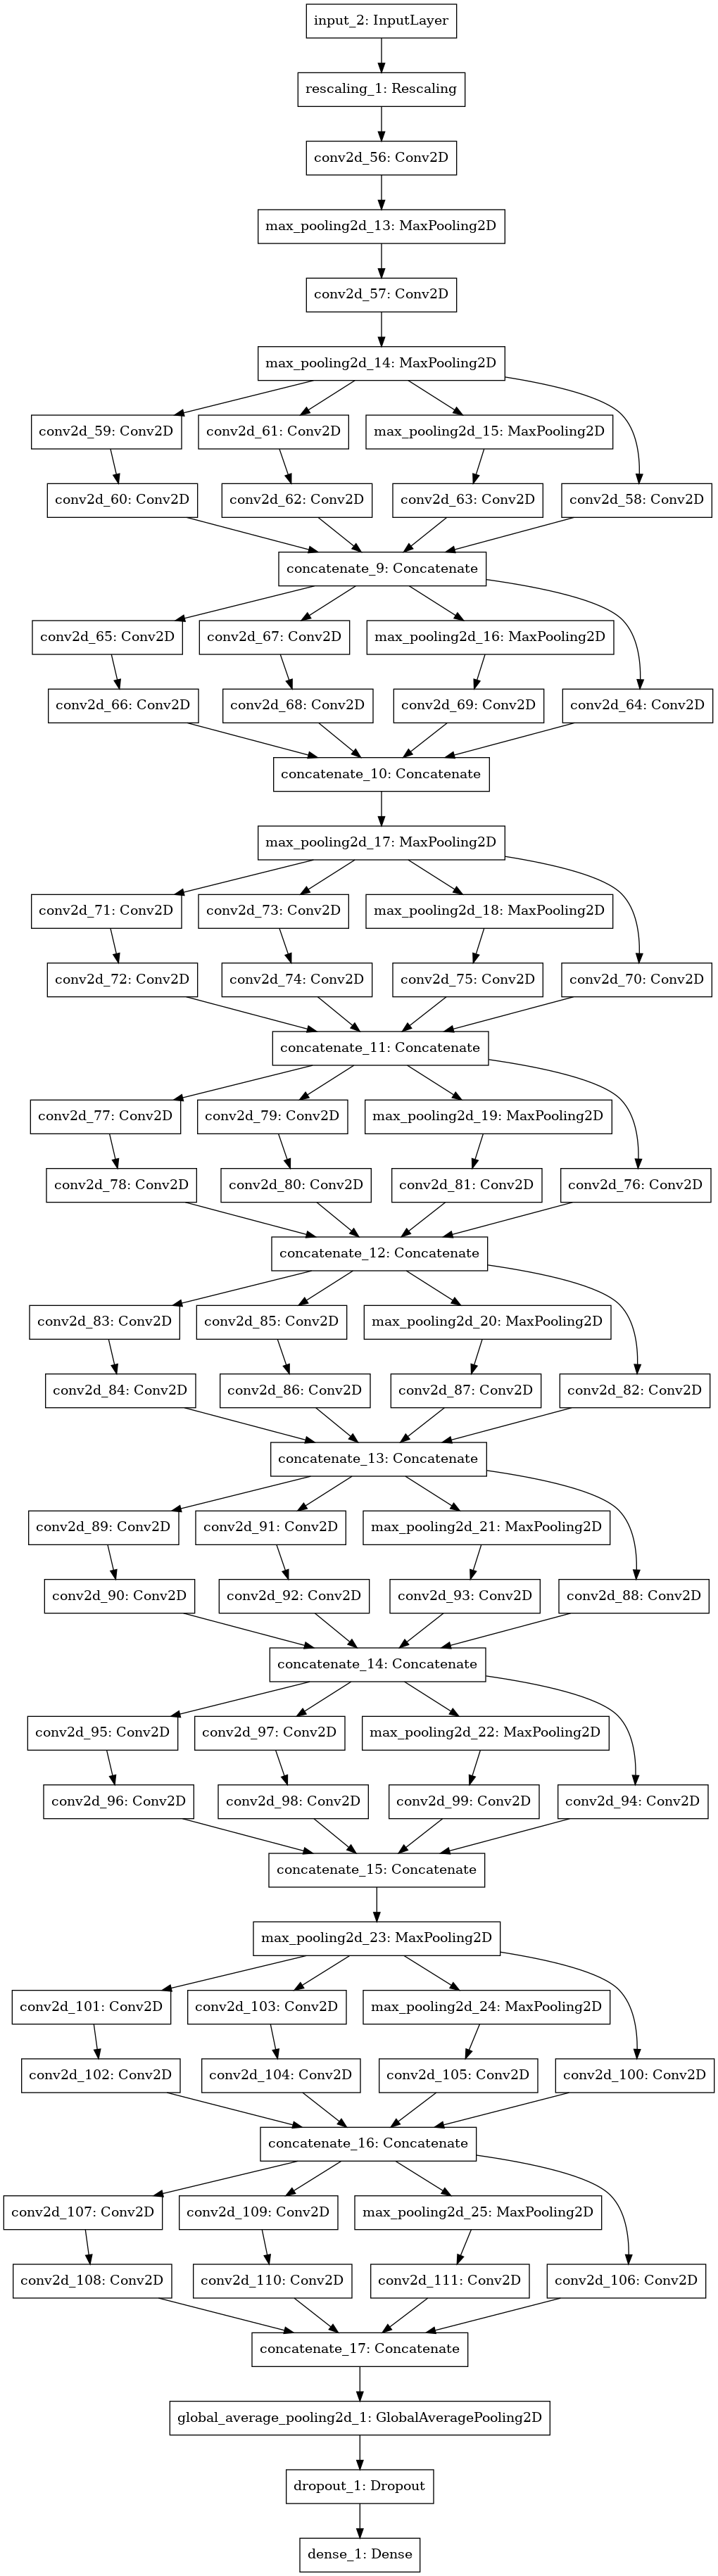 input_2: InputLayer
rescaling_1: Rescaling
conv2d_56: Conv2D
max_pooling2d_13: MaxPooling2D
conv2d_57: Conv2D
max_pooling2d_14: MaxPooling2D
conv2d_59: Conv2D
conv2d_61: Conv2D
max_pooling2d_15: MaxPooling2D
conv2d_60: Conv2D
conv2d_62: Conv2D
conv2d_63: Conv2D
conv2d_58: Conv2D
concatenate_9: Concatenate
conv2d_65: Conv2D
conv2d_67: Conv2D
max_pooling2d_16: MaxPooling2D
conv2d_66: Conv2D
conv2d_68: Conv2D
conv2d_69: Conv2D
conv2d_64: Conv2D
concatenate_10: Concatenate
max_pooling2d_17: MaxPooling2D
conv2d_71: Conv2D
conv2d_73: Conv2D
max_pooling2d_18: MaxPooling2D
conv2d_72: Conv2D
conv2d_74: Conv2D
conv2d_75: Conv2D
conv2d_70: Conv2D
concatenate_11: Concatenate
conv2d_77: Conv2D
conv2d_79: Conv2D
max_pooling2d_19: MaxPooling2D
conv2d_78: Conv2D
conv2d_80: Conv2D
conv2d_81: Conv2D
conv2d_76: Conv2D
concatenate_12: Concatenate
conv2d_83: Conv2D
conv2d_85: Conv2D
max_pooling2d_20: MaxPooling2D
conv2d_84: Conv2D
conv2d_86: Conv2D
conv2d_87: Conv2D
conv2d_82: Conv2D
concatenate_13: Concatenate
conv2d_89: Conv2D
conv2d_91: Conv2D
max_pooling2d_21: MaxPooling2D
conv2d_90: Conv2D
conv2d_92: Conv2D
conv2d_93: Conv2D
conv2d_88: Conv2D
concatenate_14: Concatenate
conv2d_95: Conv2D
conv2d_97: Conv2D
max_pooling2d_22: MaxPooling2D
conv2d_96: Conv2D
conv2d_98: Conv2D
conv2d_99: Conv2D
conv2d_94: Conv2D
concatenate_15: Concatenate
max_pooling2d_23: MaxPooling2D
conv2d_101: Conv2D
conv2d_103: Conv2D
max_pooling2d_24: MaxPooling2D
conv2d_102: Conv2D
conv2d_104: Conv2D
conv2d_105: Conv2D
conv2d_100: Conv2D
concatenate_16: Concatenate
conv2d_107: Conv2D
conv2d_109: Conv2D
max_pooling2d_25: MaxPooling2D
conv2d_108: Conv2D
conv2d_110: Conv2D
conv2d_111: Conv2D
conv2d_106: Conv2D
concatenate_17: Concatenate
global_average_pooling2d_1: GlobalAveragePooling2D
dropout_1: Dropout
dense_1: Dense